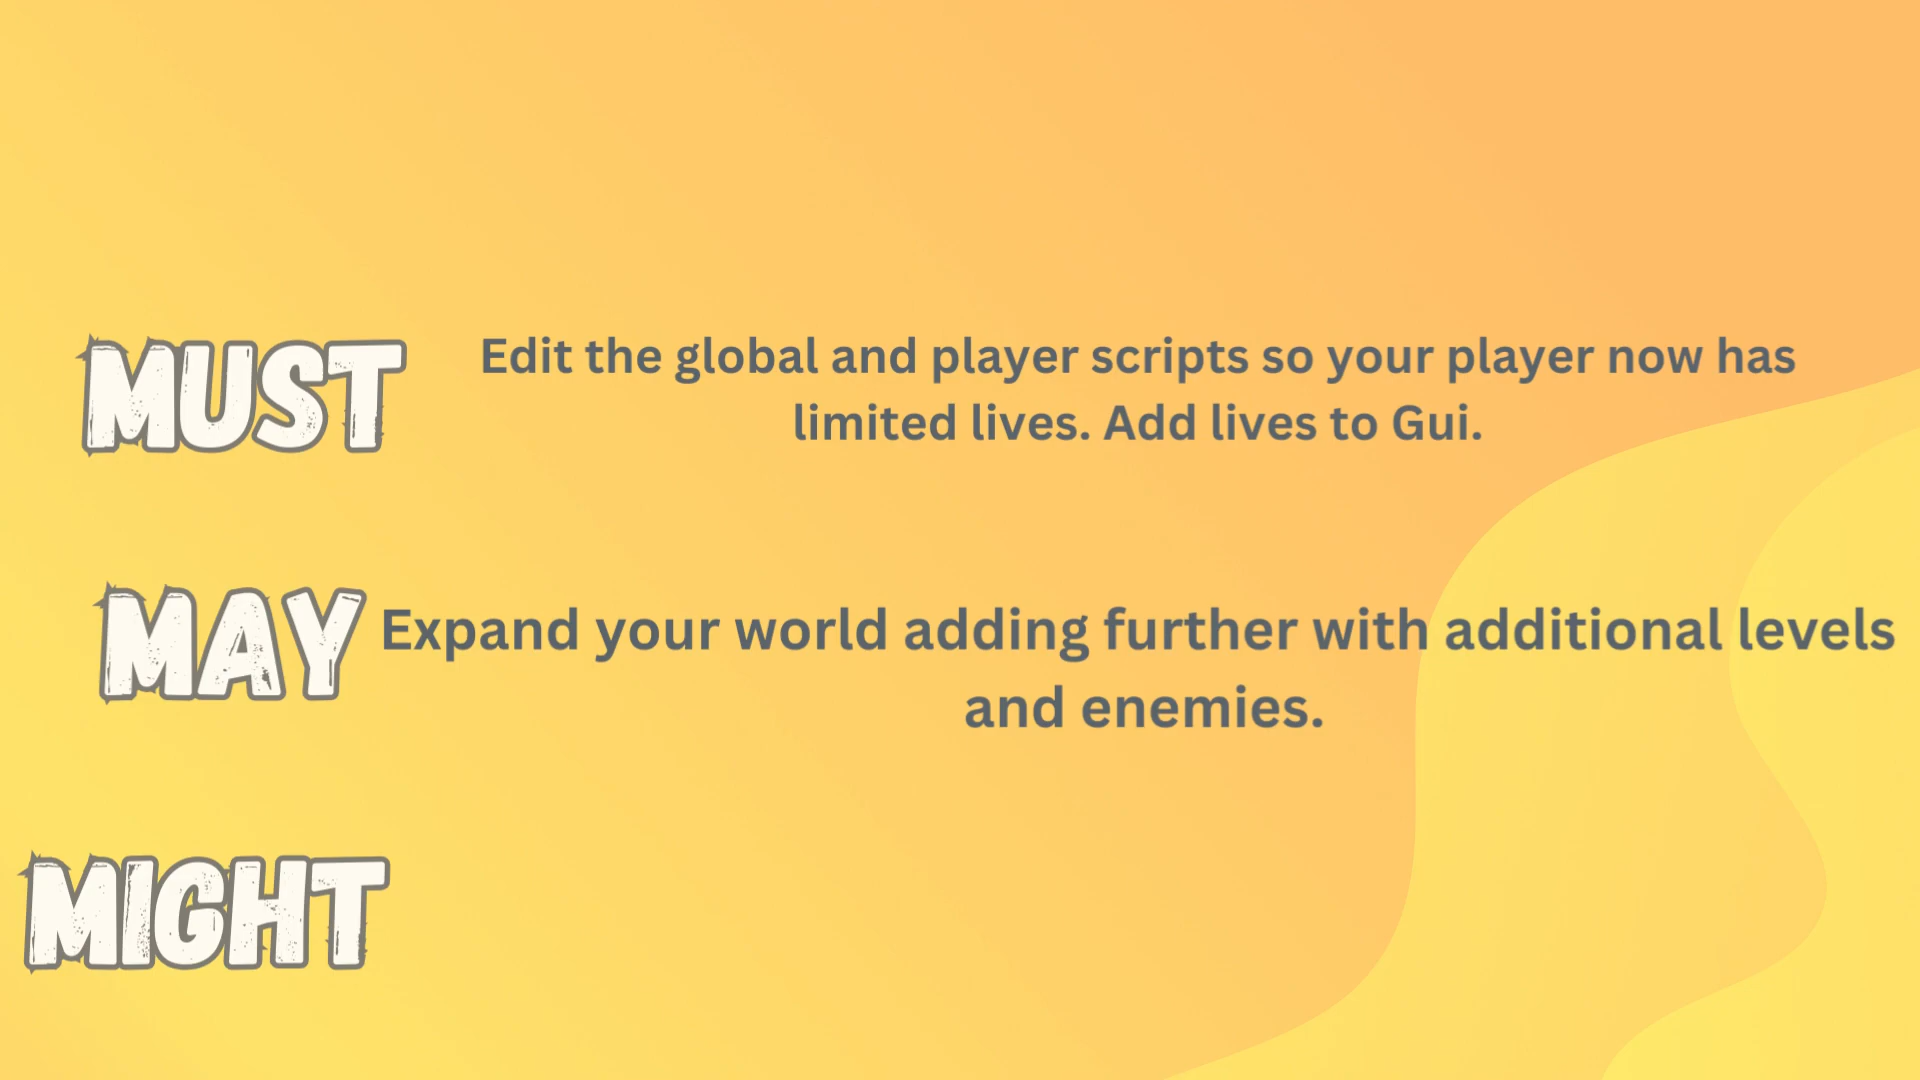 MUST
Edit the global and player scripts so your player now has
limited lives. Add lives to Gui.
MAY
Expand your world adding further with additional levels
and enemies.
MIGHT